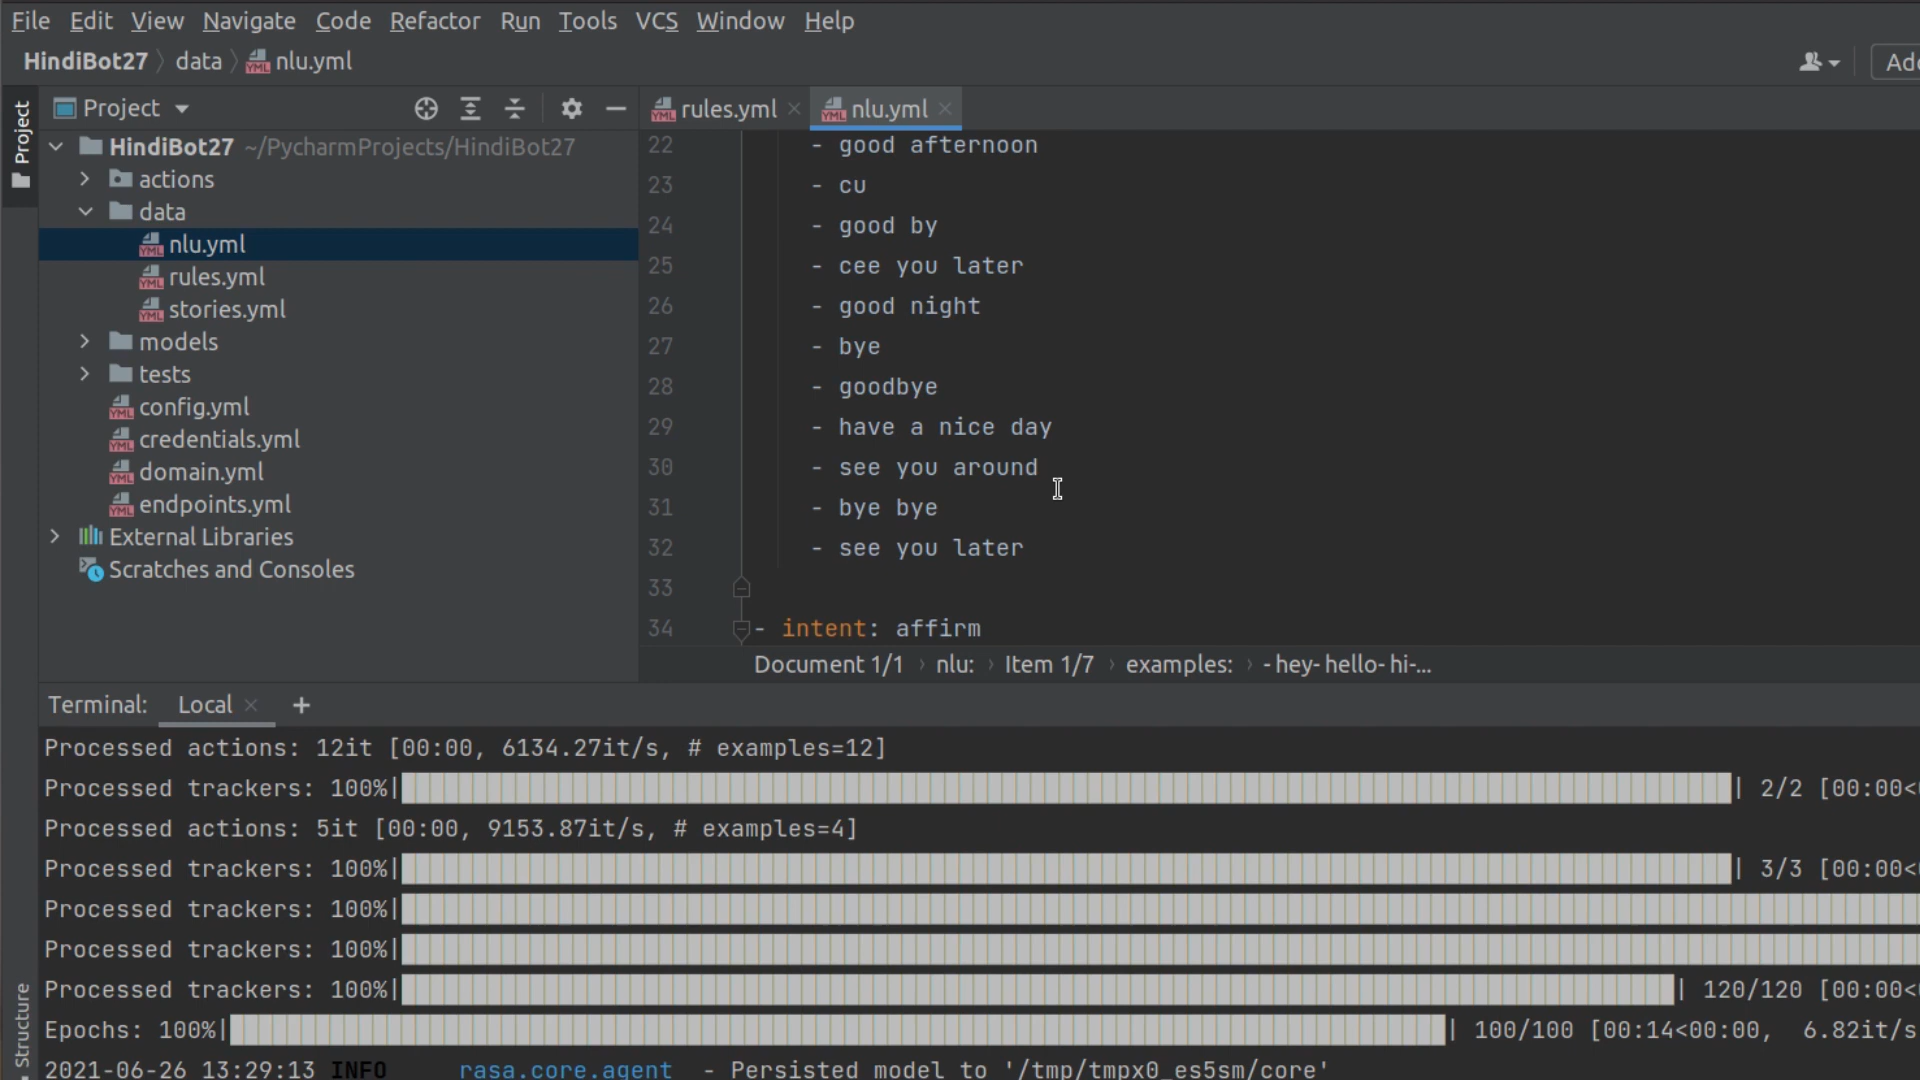 File Edit View Navigate Code Refactor Run Tools VCS Window Help
HindiBot27 data nlu.yml
Project
Project
HindiBot27 ~/PycharmProjects/HindiBot27
actions
data
nlu.yml
rules.yml
stories.yml
models
tests
config.yml
credentials.yml
domain.yml
endpoints.yml
External Libraries
Scratches and Consoles
rules.yml nlu.yml
22 - good afternoon
23 - cu
24 - good by
25 - cee you later
26 - good night
27 - bye
28 - goodbye
29 - have a nice day
30 - see you around
31 - bye bye
32 - see you later
33
34 - intent: affirm
Document 1/1 › nlu: › Item 1/7 › examples: › - hey- hello- hi-...
Terminal: Local +
Processed actions: 12it [00:00, 6134.27it/s, # examples=12]
Processed trackers: 100%| | 2/2 [00:00<
Processed actions: 5it [00:00, 9153.87it/s, # examples=4]
Processed trackers: 100%| | 3/3 [00:00<
Processed trackers: 100%|
Processed trackers: 100%|
Processed trackers: 100%| | 120/120 [00:00<
Epochs: 100%| | 100/100 [00:14<00:00, 6.82it/s
2021-06-26 13:29:13 INFO rasa.core.agent - Persisted model to '/tmp/tmpx0_es5sm/core'
Structure